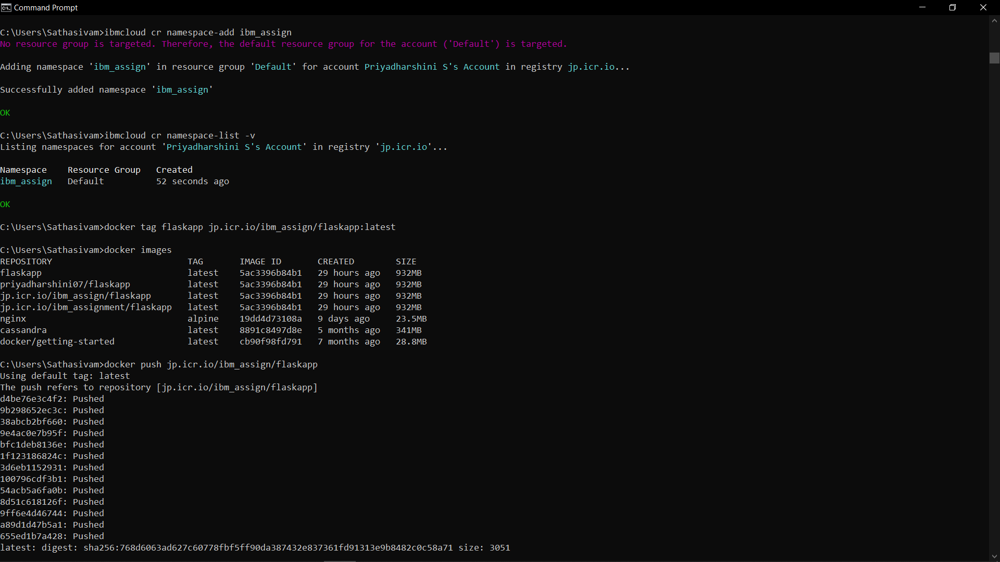 Command Prompt
C:\Users\Sathasivam>ibmcloud cr namespace-add ibm_assign
No resource group is targeted. Therefore, the default resource group for the account ('Default') is targeted.
Adding namespace 'ibm_assign' in resource group 'Default' for account Priyadharshini S's Account in registry jp.icr.io...
Successfully added namespace 'ibm_assign'
OK
C:\Users\Sathasivam>ibmcloud cr namespace-list -v
Listing namespaces for account 'Priyadharshini S's Account' in registry 'jp.icr.io'...
Namespace    Resource Group   Created
ibm_assign   Default          52 seconds ago
OK
C:\Users\Sathasivam>docker tag flaskapp jp.icr.io/ibm_assign/flaskapp:latest
C:\Users\Sathasivam>docker images
REPOSITORY                          TAG       IMAGE ID       CREATED        SIZE
flaskapp                            latest    5ac3396b84b1   29 hours ago   932MB
priyadharshini07/flaskapp           latest    5ac3396b84b1   29 hours ago   932MB
jp.icr.io/ibm_assign/flaskapp       latest    5ac3396b84b1   29 hours ago   932MB
jp.icr.io/ibm_assignment/flaskapp   latest    5ac3396b84b1   29 hours ago   932MB
nginx                               alpine    19dd4d73108a   9 days ago     23.5MB
cassandra                           latest    8891c8497d8e   5 months ago   341MB
docker/getting-started              latest    cb90f98fd791   7 months ago   28.8MB
C:\Users\Sathasivam>docker push jp.icr.io/ibm_assign/flaskapp
Using default tag: latest
The push refers to repository [jp.icr.io/ibm_assign/flaskapp]
d4be76e3c4f2: Pushed
9b298652ec3c: Pushed
38abcb2bf660: Pushed
9e4ac0e7b95f: Pushed
bfc1deb8136e: Pushed
1f123186824c: Pushed
3d6eb1152931: Pushed
100796cdf3b1: Pushed
54acb5a6fa0b: Pushed
8d51c618126f: Pushed
9ff6e4d46744: Pushed
a89d1d47b5a1: Pushed
655ed1b7a428: Pushed
latest: digest: sha256:768d6063ad627c60778fbf5ff90da387432e837361fd91313e9b8482c0c58a71 size: 3051